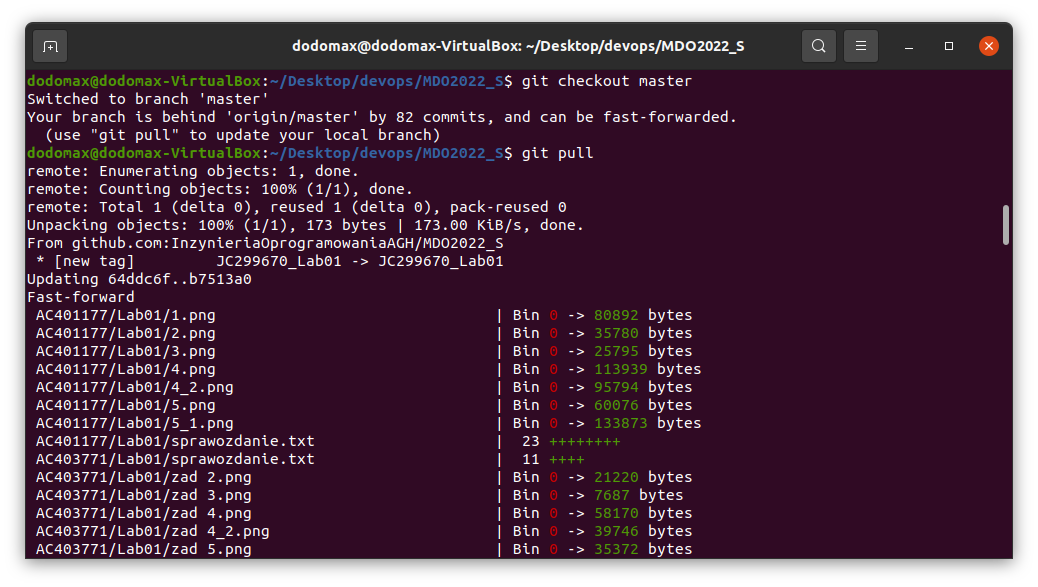 dodomax@dodomax-VirtualBox: ~/Desktop/devops/MDO2022_S
dodomax@dodomax-VirtualBox:~/Desktop/devops/MDO2022_S$ git checkout master
Switched to branch 'master'
Your branch is behind 'origin/master' by 82 commits, and can be fast-forwarded.
  (use "git pull" to update your local branch)
dodomax@dodomax-VirtualBox:~/Desktop/devops/MDO2022_S$ git pull
remote: Enumerating objects: 1, done.
remote: Counting objects: 100% (1/1), done.
remote: Total 1 (delta 0), reused 1 (delta 0), pack-reused 0
Unpacking objects: 100% (1/1), 173 bytes | 173.00 KiB/s, done.
From github.com:InzynieriaOprogramowaniaAGH/MDO2022_S
 * [new tag]         JC299670_Lab01 -> JC299670_Lab01
Updating 64ddc6f..b7513a0
Fast-forward
 AC401177/Lab01/1.png                               | Bin 0 -> 80892 bytes
 AC401177/Lab01/2.png                               | Bin 0 -> 35780 bytes
 AC401177/Lab01/3.png                               | Bin 0 -> 25795 bytes
 AC401177/Lab01/4.png                               | Bin 0 -> 113939 bytes
 AC401177/Lab01/4_2.png                             | Bin 0 -> 95794 bytes
 AC401177/Lab01/5.png                               | Bin 0 -> 60076 bytes
 AC401177/Lab01/5_1.png                             | Bin 0 -> 133873 bytes
 AC401177/Lab01/sprawozdanie.txt                    |  23 ++++++++
 AC403771/Lab01/sprawozdanie.txt                    |  11 ++++
 AC403771/Lab01/zad 2.png                           | Bin 0 -> 21220 bytes
 AC403771/Lab01/zad 3.png                           | Bin 0 -> 7687 bytes
 AC403771/Lab01/zad 4.png                           | Bin 0 -> 58170 bytes
 AC403771/Lab01/zad 4_2.png                         | Bin 0 -> 39746 bytes
 AC403771/Lab01/zad 5.png                           | Bin 0 -> 35372 bytes